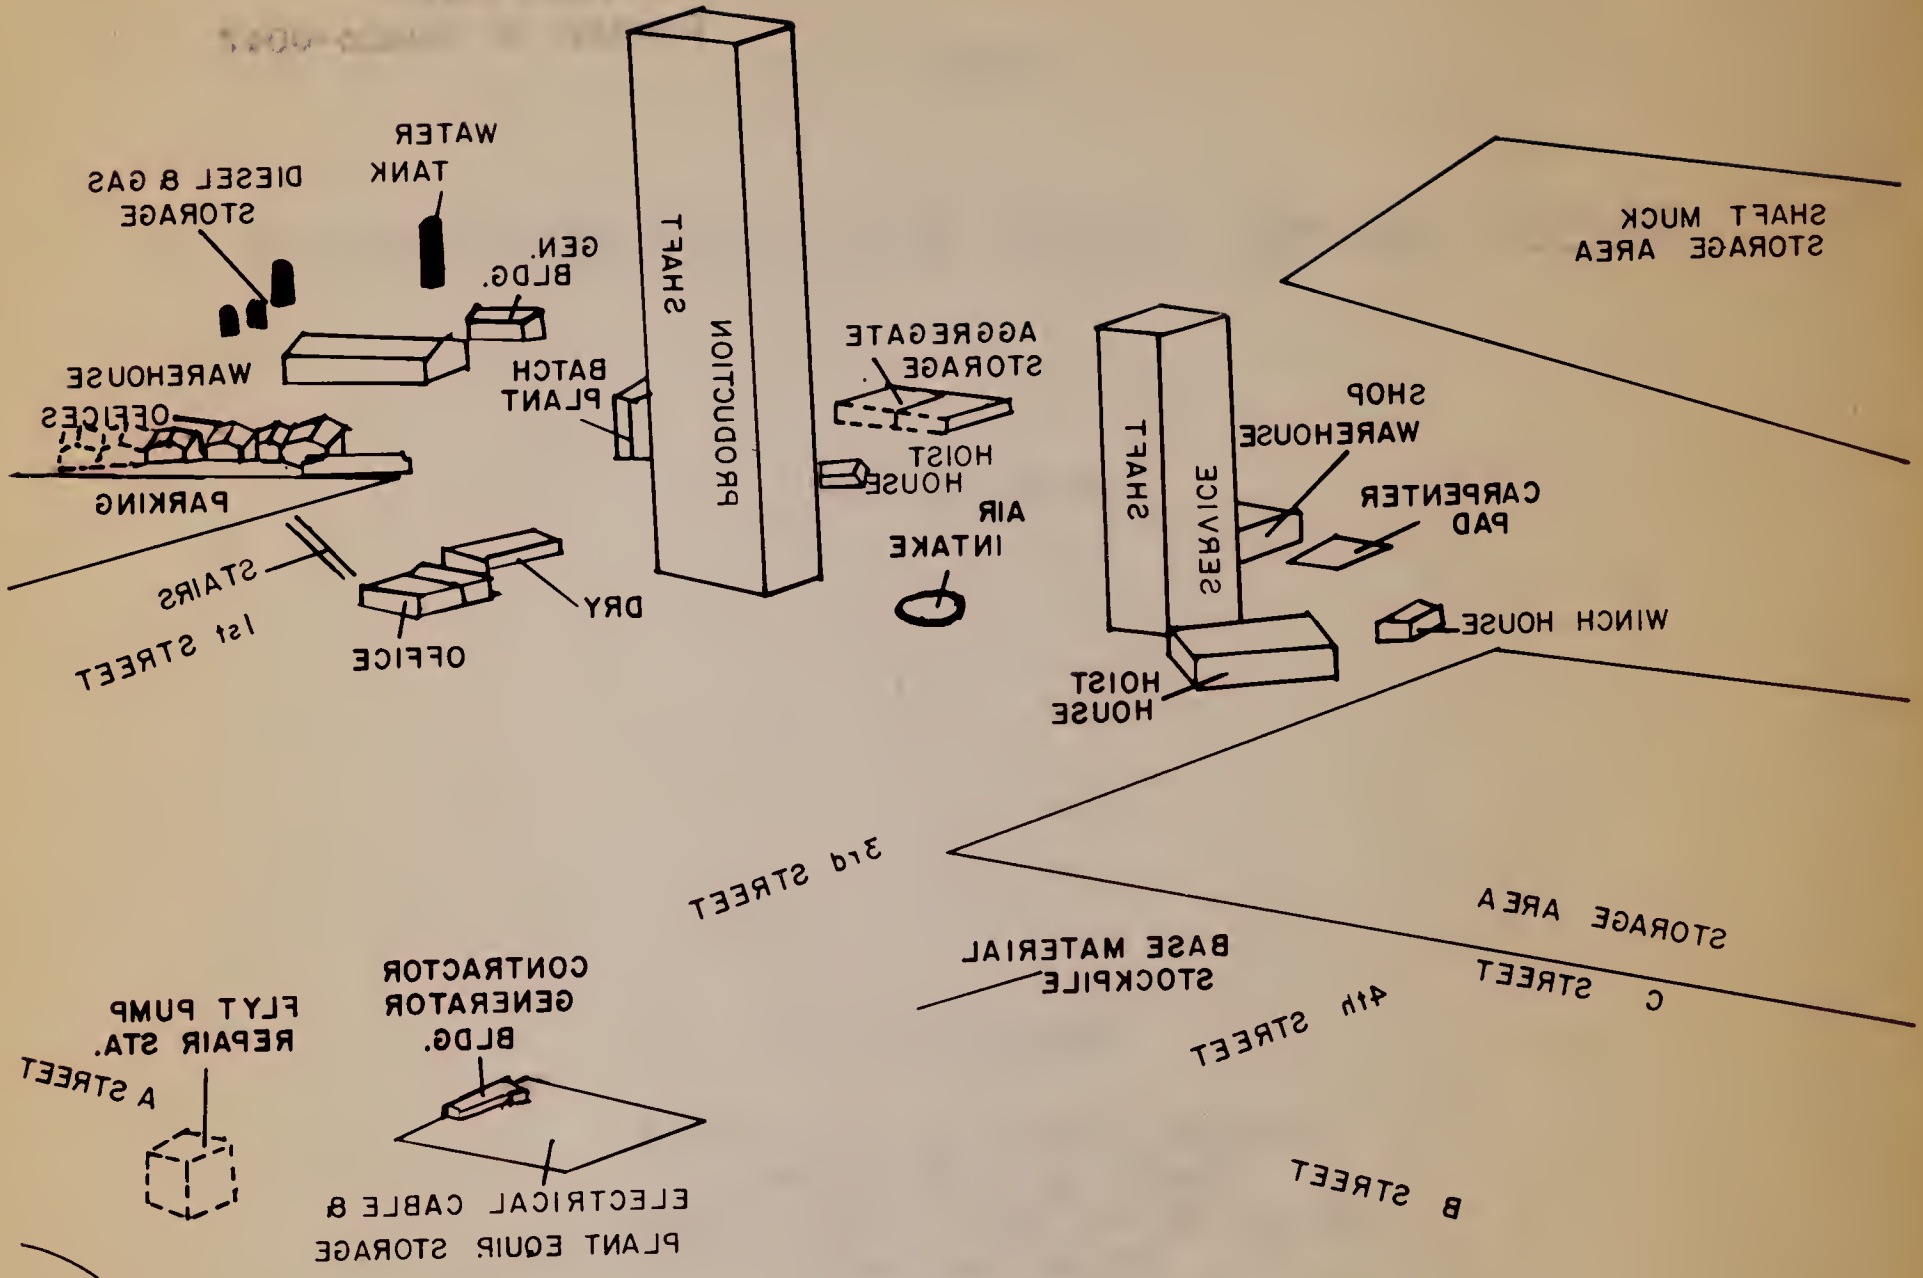 WATER
TANK
DIESEL & GAS
STORAGE
GEN.
BLDG.
SHAFT MUCK
STORAGE AREA
PRODUCTION
SHAFT
AGGREGATE
STORAGE
BATCH
PLANT
WAREHOUSE
OFFICES
PARKING
HOIST
HOUSE
SHOP
WAREHOUSE
SERVICE
SHAFT
CARPENTER
PAD
AIR
INTAKE
STAIRS
1st STREET
DRY
OFFICE
WINCH HOUSE
HOIST
HOUSE
3rd STREET
STORAGE AREA
C STREET
BASE MATERIAL
STOCKPILE
4th STREET
CONTRACTOR
GENERATOR
BLDG.
FLYT PUMP
REPAIR STA.
A STREET
B STREET
ELECTRICAL CABLE &
PLANT EQUIP. STORAGE